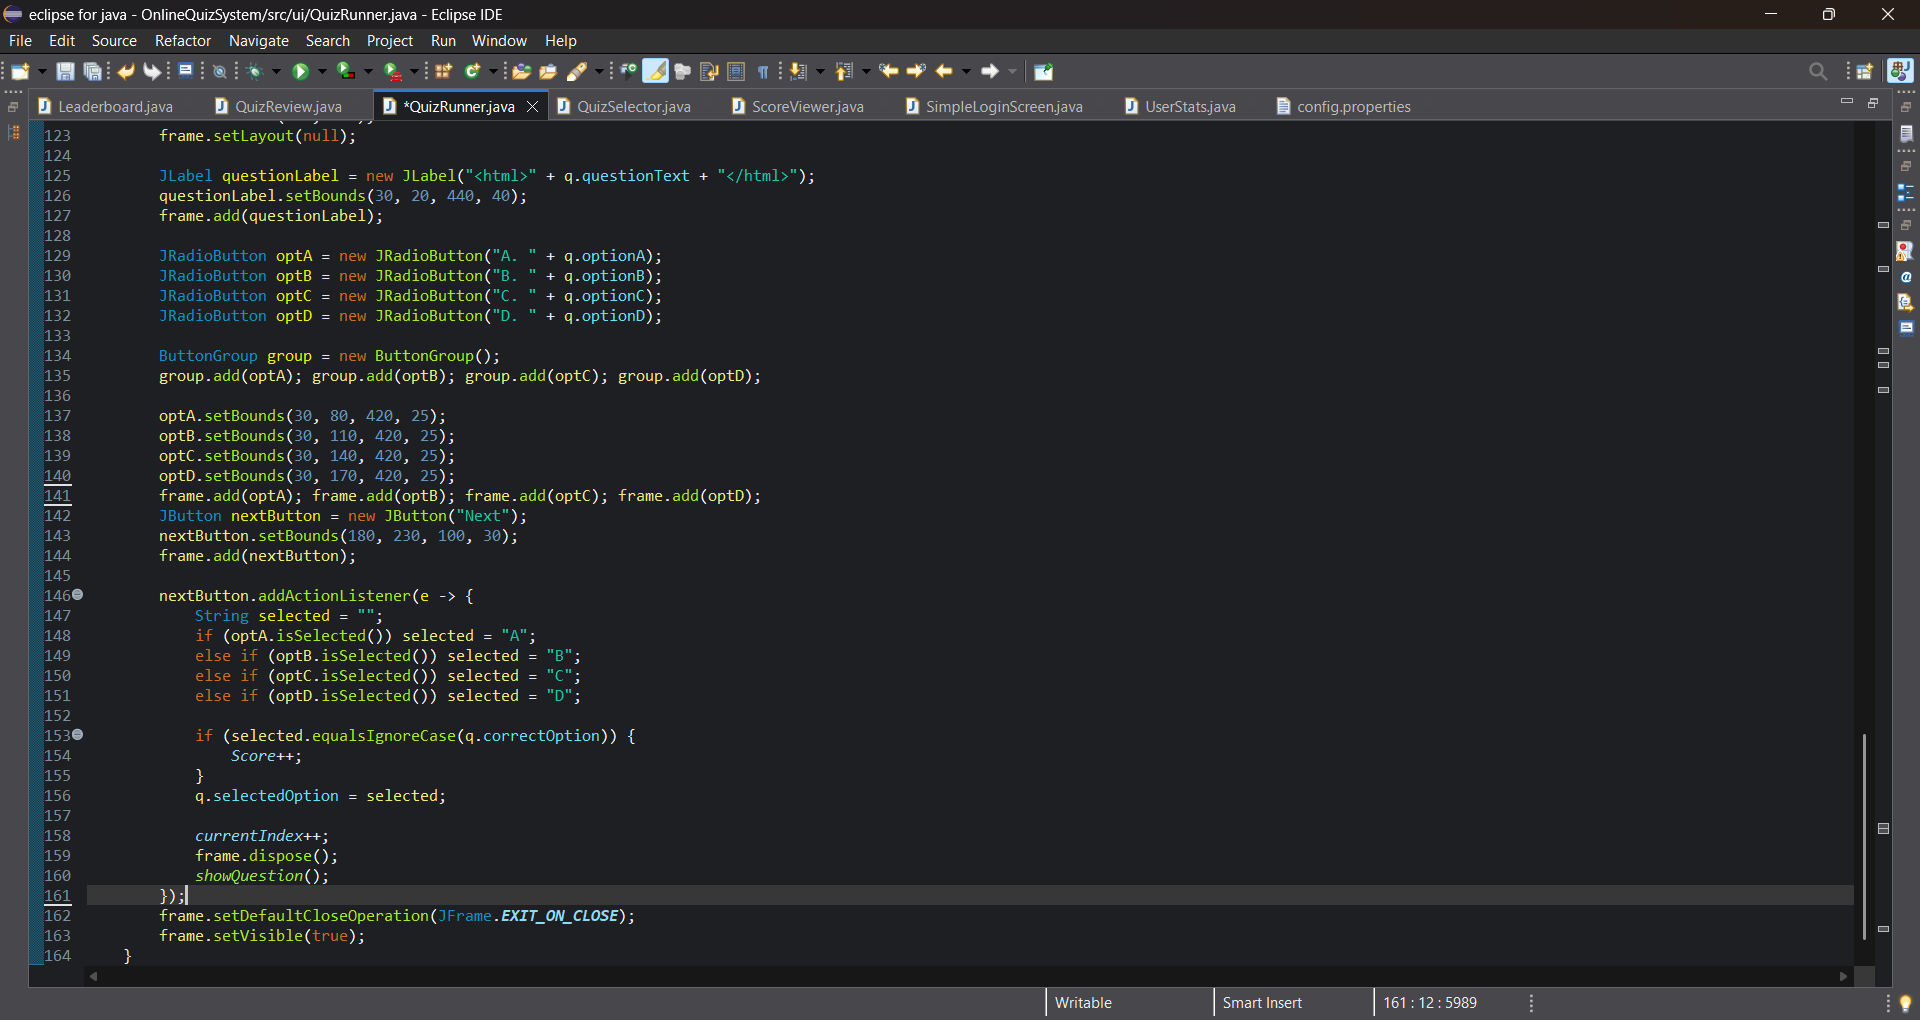 eclipse for java - OnlineQuizSystem/src/ui/QuizRunner.java - Eclipse IDE
File Edit Source Refactor Navigate Search Project Run Window Help
Leaderboard.java QuizReview.java *QuizRunner.java QuizSelector.java ScoreViewer.java SimpleLoginScreen.java UserStats.java config.properties
123 frame.setLayout(null);
124
125 JLabel questionLabel = new JLabel("<html>" + q.questionText + "</html>");
126 questionLabel.setBounds(30, 20, 440, 40);
127 frame.add(questionLabel);
128
129 JRadioButton optA = new JRadioButton("A. " + q.optionA);
130 JRadioButton optB = new JRadioButton("B. " + q.optionB);
131 JRadioButton optC = new JRadioButton("C. " + q.optionC);
132 JRadioButton optD = new JRadioButton("D. " + q.optionD);
133
134 ButtonGroup group = new ButtonGroup();
135 group.add(optA); group.add(optB); group.add(optC); group.add(optD);
136
137 optA.setBounds(30, 80, 420, 25);
138 optB.setBounds(30, 110, 420, 25);
139 optC.setBounds(30, 140, 420, 25);
140 optD.setBounds(30, 170, 420, 25);
141 frame.add(optA); frame.add(optB); frame.add(optC); frame.add(optD);
142 JButton nextButton = new JButton("Next");
143 nextButton.setBounds(180, 230, 100, 30);
144 frame.add(nextButton);
145
146 nextButton.addActionListener(e -> {
147 String selected = "";
148 if (optA.isSelected()) selected = "A";
149 else if (optB.isSelected()) selected = "B";
150 else if (optC.isSelected()) selected = "C";
151 else if (optD.isSelected()) selected = "D";
152
153 if (selected.equalsIgnoreCase(q.correctOption)) {
154 Score++;
155 }
156 q.selectedOption = selected;
157
158 currentIndex++;
159 frame.dispose();
160 showQuestion();
161 });
162 frame.setDefaultCloseOperation(JFrame.EXIT_ON_CLOSE);
163 frame.setVisible(true);
164 }
Writable Smart Insert 161 : 12 : 5989